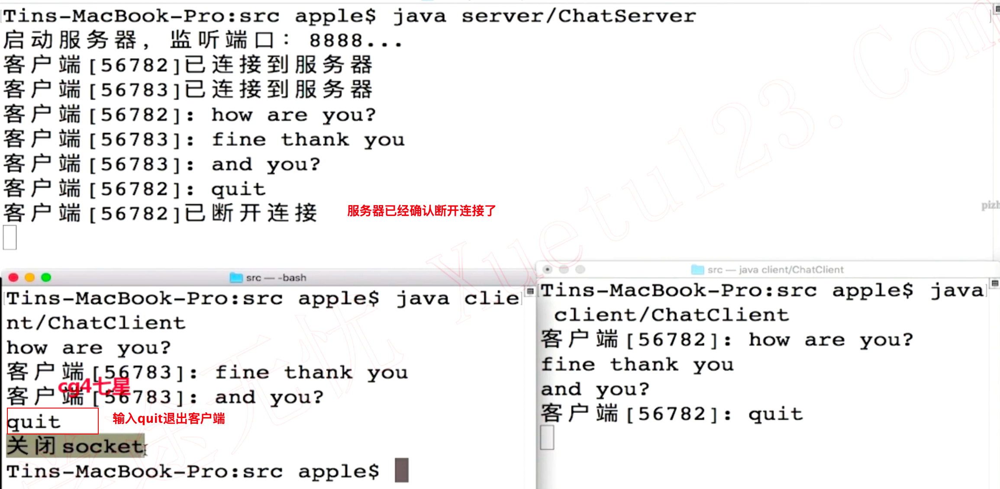 Tins-MacBook-Pro:src apple$ java server/ChatServer
启动服务器, 监听端口: 8888...
客户端[56782]已连接到服务器
客户端[56783]已连接到服务器
客户端[56782]: how are you?
客户端[56783]: fine thank you
客户端[56783]: and you?
客户端[56782]: quit
客户端[56782]已断开连接
服务器已经确认断开连接了
src — -bash
Tins-MacBook-Pro:src apple$ java clie
nt/ChatClient
how are you?
客户端[56783]: fine thank you
客户端[56783]: and you?
cg4七星
quit
输入quit退出客户端
关闭socket
Tins-MacBook-Pro:src apple$
src — java client/ChatClient
Tins-MacBook-Pro:src apple$ java
client/ChatClient
客户端[56782]: how are you?
fine thank you
and you?
客户端[56782]: quit
Xuetu123.Com